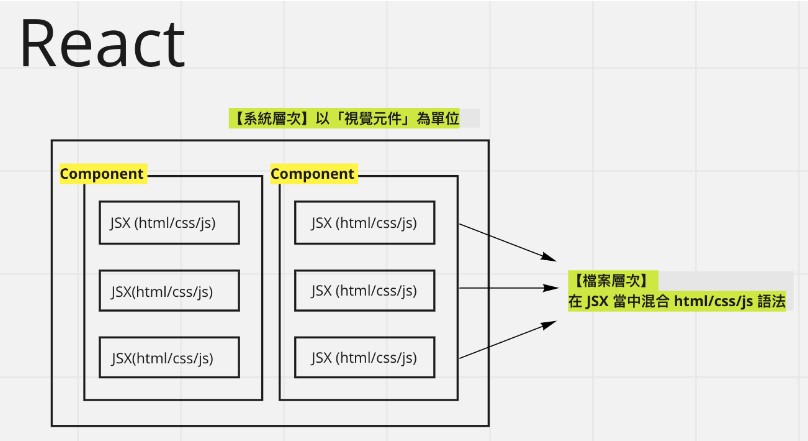 React
【系統層次】以「視覺元件」為單位
Component
JSX (html/css/js)
JSX(html/css/js)
JSX(html/css/js)
Component
JSX (html/css/js)
JSX (html/css/js)
JSX (html/css/js)
【檔案層次】
在 JSX 當中混合 html/css/js 語法